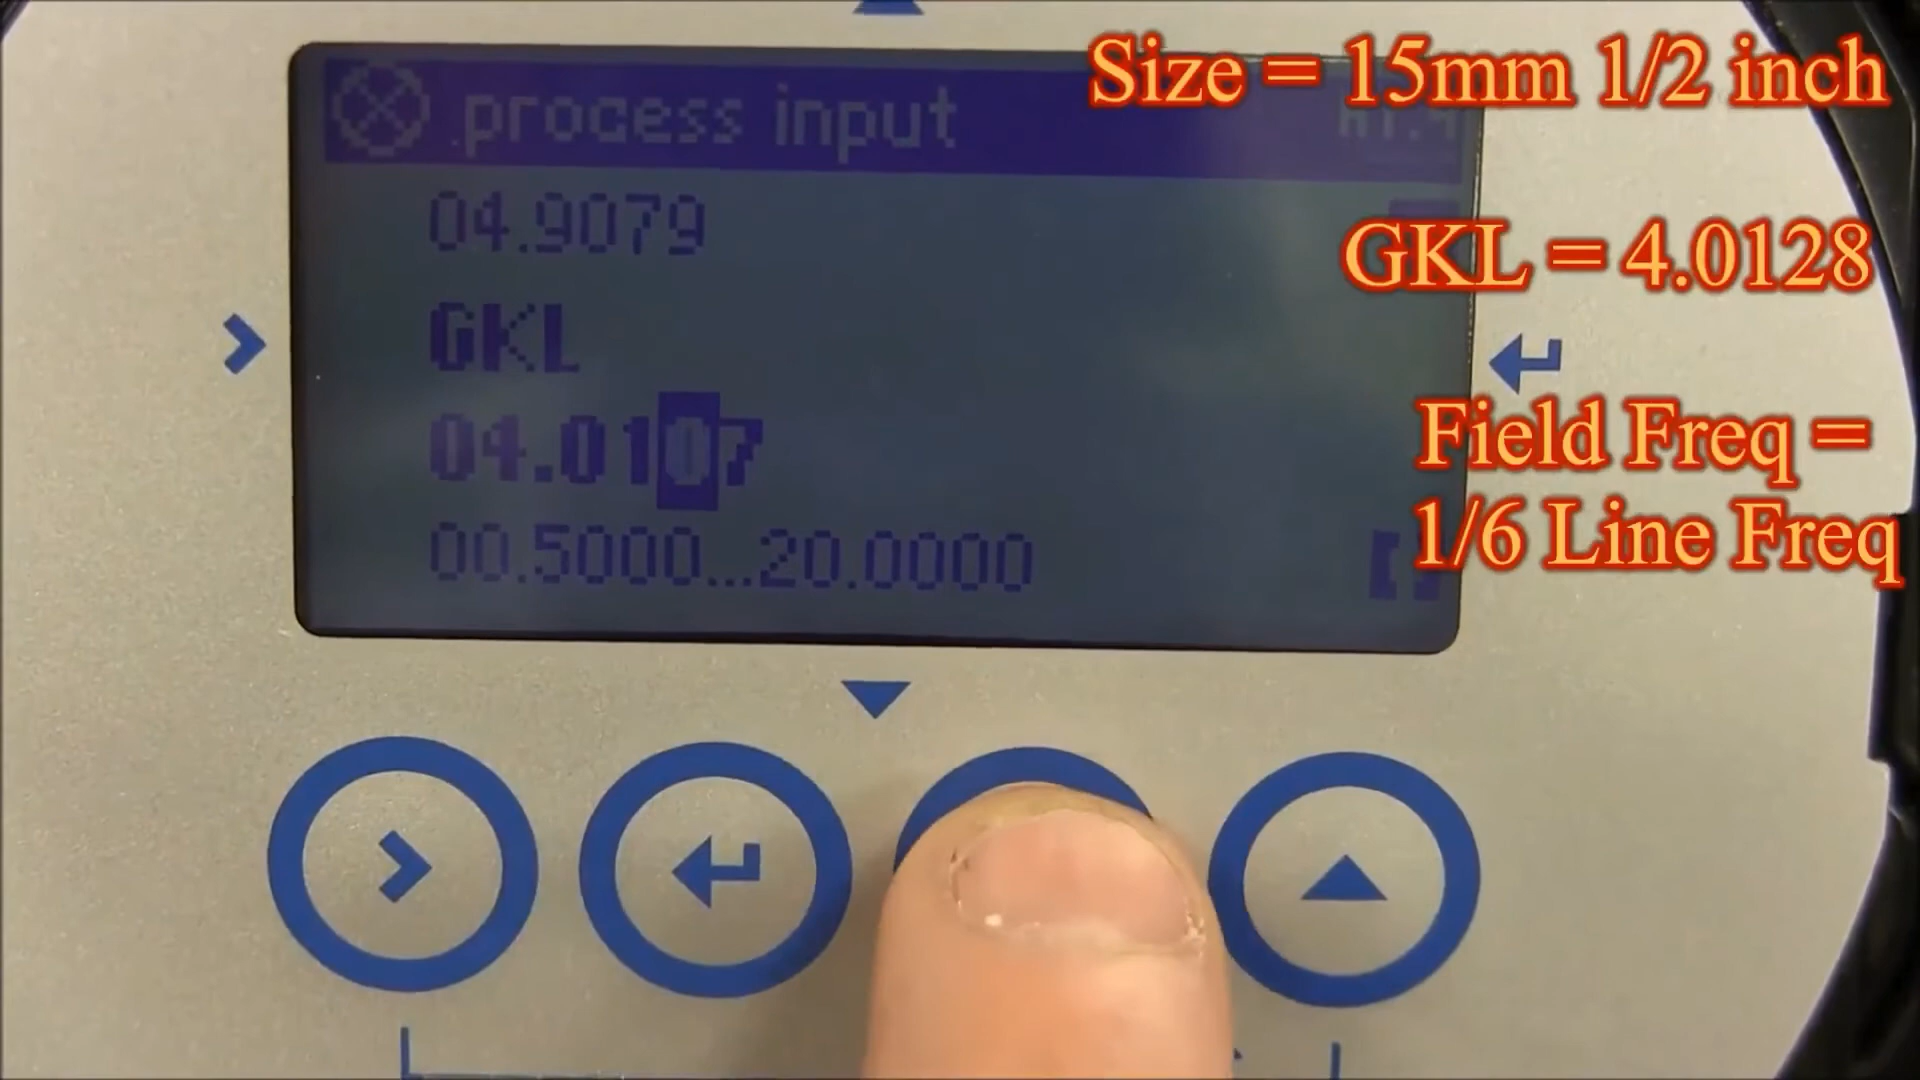 Size = 15mm 1/2 inch
process input
04.9079
GKL = 4.0128
GKL
04.0107
Field Freq =
1/6 Line Freq
00.5000...20.0000